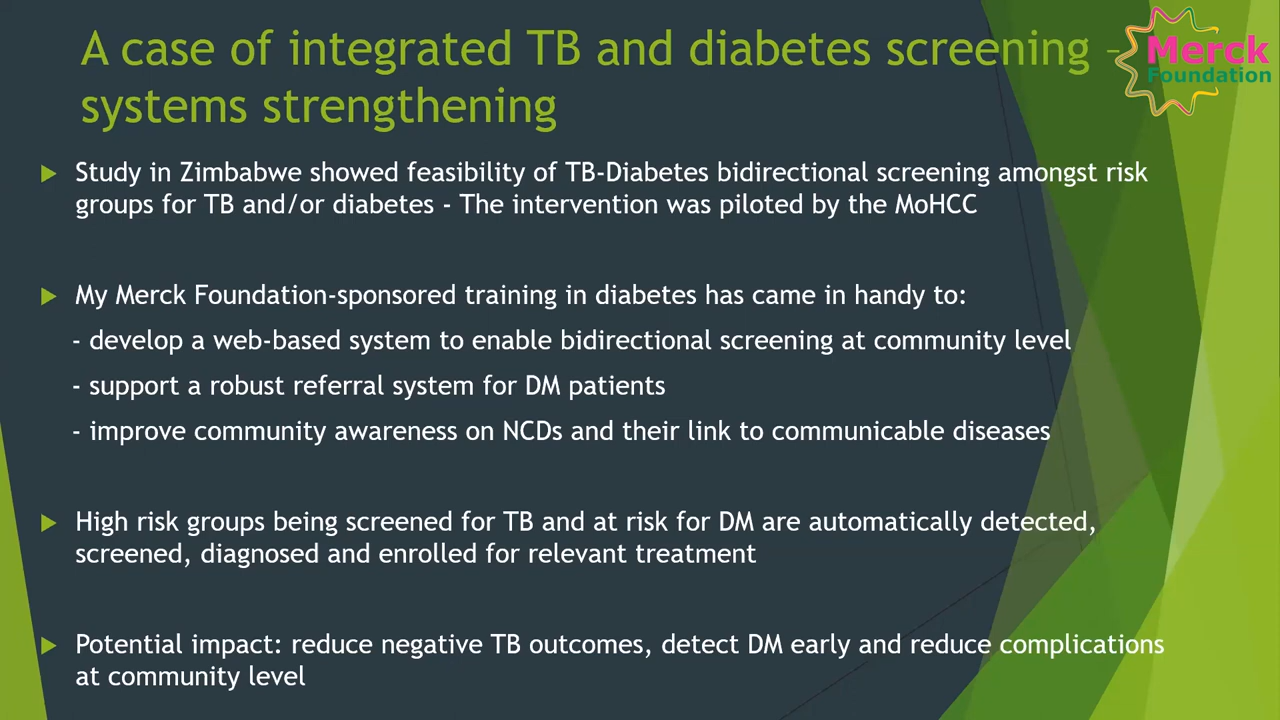 A case of integrated TB and diabetes screening –
systems strengthening
Merck
Foundation
Study in Zimbabwe showed feasibility of TB-Diabetes bidirectional screening amongst risk
groups for TB and/or diabetes - The intervention was piloted by the MoHCC
My Merck Foundation-sponsored training in diabetes has came in handy to:
- develop a web-based system to enable bidirectional screening at community level
- support a robust referral system for DM patients
- improve community awareness on NCDs and their link to communicable diseases
High risk groups being screened for TB and at risk for DM are automatically detected,
screened, diagnosed and enrolled for relevant treatment
Potential impact: reduce negative TB outcomes, detect DM early and reduce complications
at community level